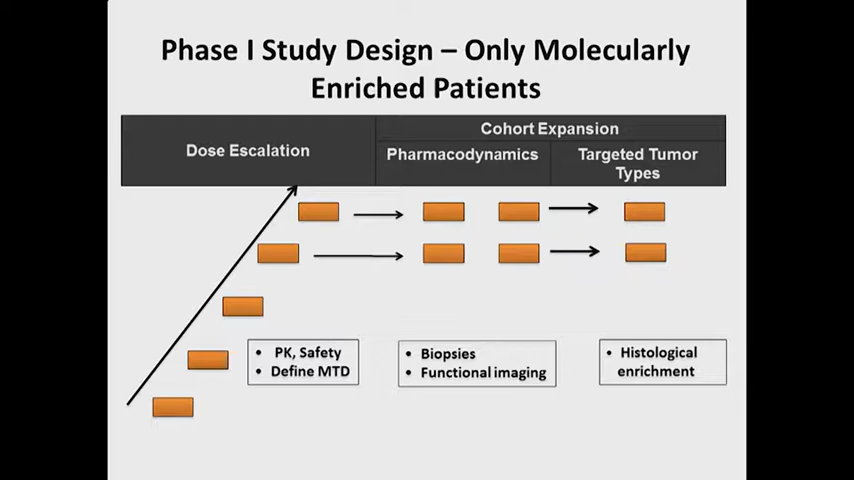 Phase I Study Design – Only Molecularly
Enriched Patients
Dose Escalation
Cohort Expansion
Pharmacodynamics
Targeted Tumor
Types
• PK, Safety
• Define MTD
• Biopsies
• Functional imaging
• Histological
enrichment